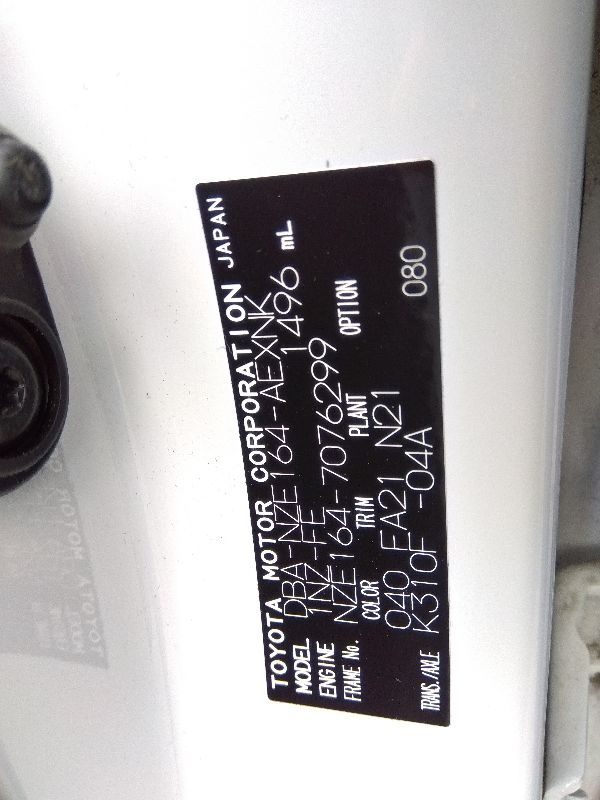 TOYOTA MOTOR CORPORATION JAPAN
MODEL DBA-NZE164-AEXNK
ENGINE 1NZ-FE 1496 mL
FRAME No. NZE164-7076299
COLOR TRIM PLANT OPTION
040 FA21 N21
TRANS./AXLE K310F -04A 080